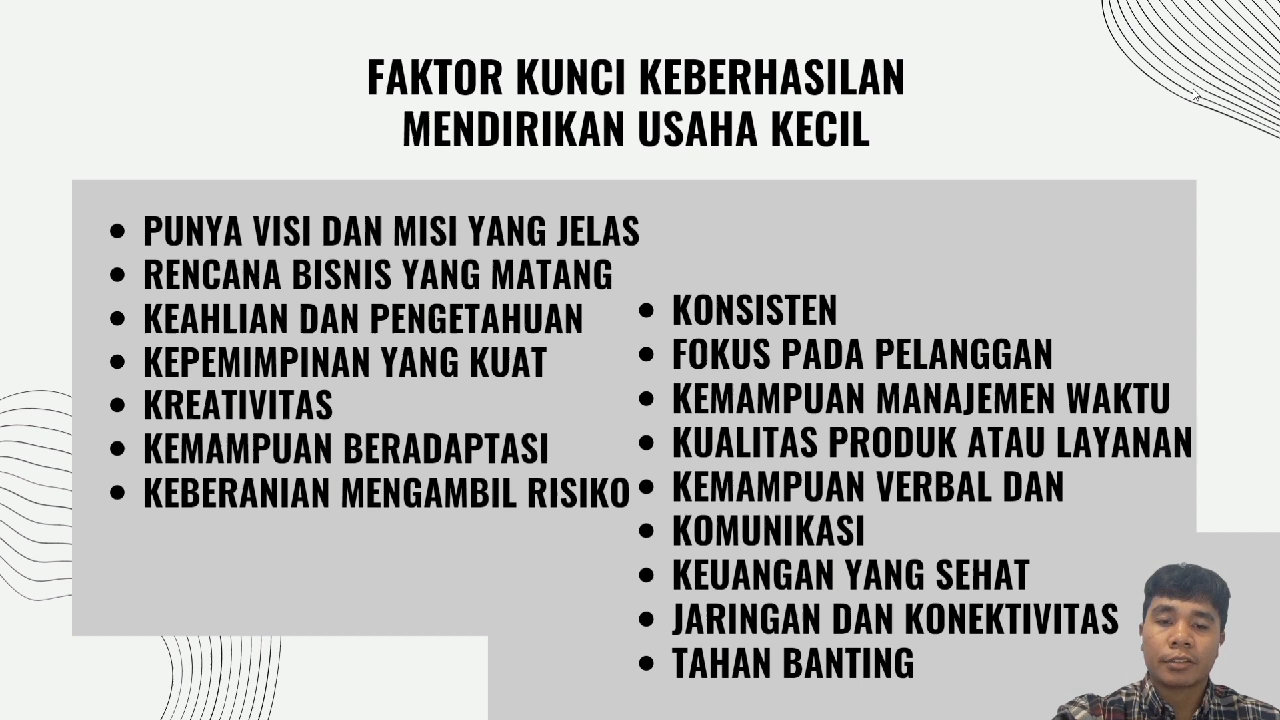 FAKTOR KUNCI KEBERHASILAN
MENDIRIKAN USAHA KECIL
• PUNYA VISI DAN MISI YANG JELAS
• RENCANA BISNIS YANG MATANG
• KEAHLIAN DAN PENGETAHUAN
• KEPEMIMPINAN YANG KUAT
• KREATIVITAS
• KEMAMPUAN BERADAPTASI
• KEBERANIAN MENGAMBIL RISIKO
• KONSISTEN
• FOKUS PADA PELANGGAN
• KEMAMPUAN MANAJEMEN WAKTU
• KUALITAS PRODUK ATAU LAYANAN
• KEMAMPUAN VERBAL DAN
• KOMUNIKASI
• KEUANGAN YANG SEHAT
• JARINGAN DAN KONEKTIVITAS
• TAHAN BANTING